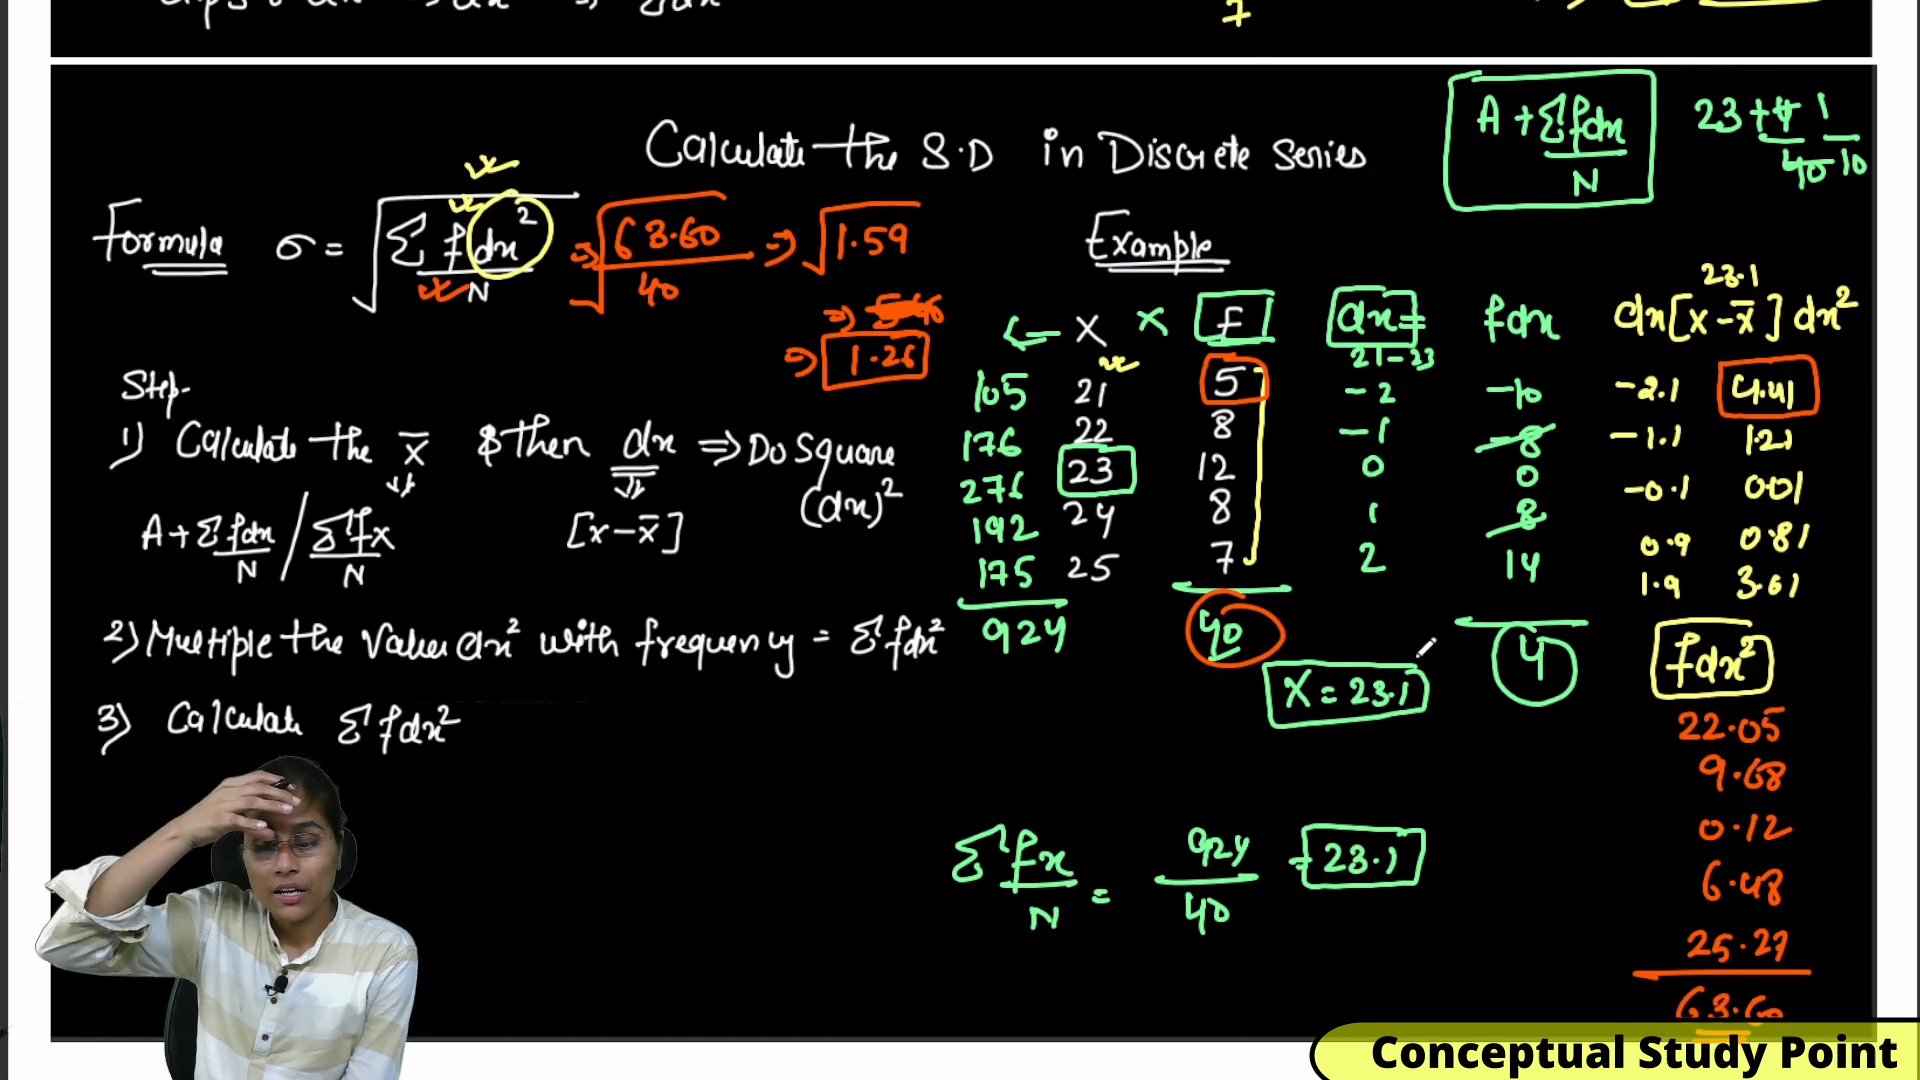 7
Calculate the S.D in Discrete series
A + Σfdx / N
23 + 4/40 1/10
Formula σ = √Σfdx²/N ⇒ √63.60/40 ⇒ √1.59
⇒ 1.26
Example
23.1
← X × f dx = fdx dx[x-x̄] dx²
21-23
105 21 5 -2 -10 -2.1 4.41
176 22 8 -1 -8 -1.1 1.21
276 23 12 0 0 -0.1 0.01
192 24 8 1 8 0.9 0.81
175 25 7 2 14 1.9 3.61
924 40 4
X = 23.1
fdx²
22.05
9.68
0.12
6.48
25.27
63.60
Step-
1) Calculate the x̄ & then dx ⇒ Do Square
(dx)²
A + Σfdx/N / Σfx/N [x-x̄]
2) Multiple the Value dx² with frequency = Σfdx²
3) Calculate Σfdx²
Σfx/N = 924/40 = 23.1
Conceptual Study Point